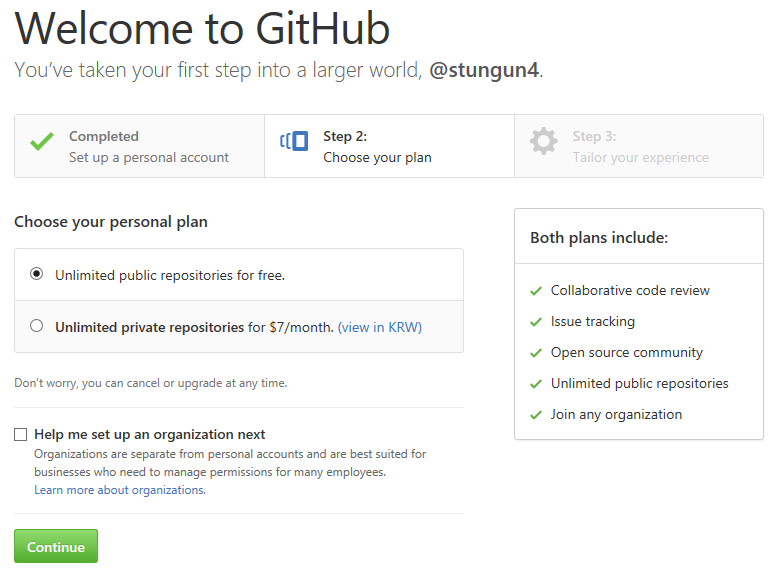 Welcome to GitHub
You’ve taken your first step into a larger world, @stungun4.
Completed
Set up a personal account
Step 2:
Choose your plan
Step 3:
Tailor your experience
Choose your personal plan
Unlimited public repositories for free.
Unlimited private repositories for $7/month. (view in KRW)
Don’t worry, you can cancel or upgrade at any time.
Help me set up an organization next
Organizations are separate from personal accounts and are best suited for
businesses who need to manage permissions for many employees.
Learn more about organizations.
Continue
Both plans include:
Collaborative code review
Issue tracking
Open source community
Unlimited public repositories
Join any organization